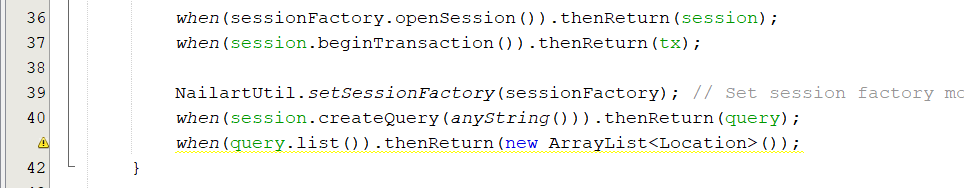 36 when(sessionFactory.openSession()).thenReturn(session);
37 when(session.beginTransaction()).thenReturn(tx);
38
39 NailartUtil.setSessionFactory(sessionFactory); // Set session factory mo
40 when(session.createQuery(anyString())).thenReturn(query);
when(query.list()).thenReturn(new ArrayList<Location>());
42 }